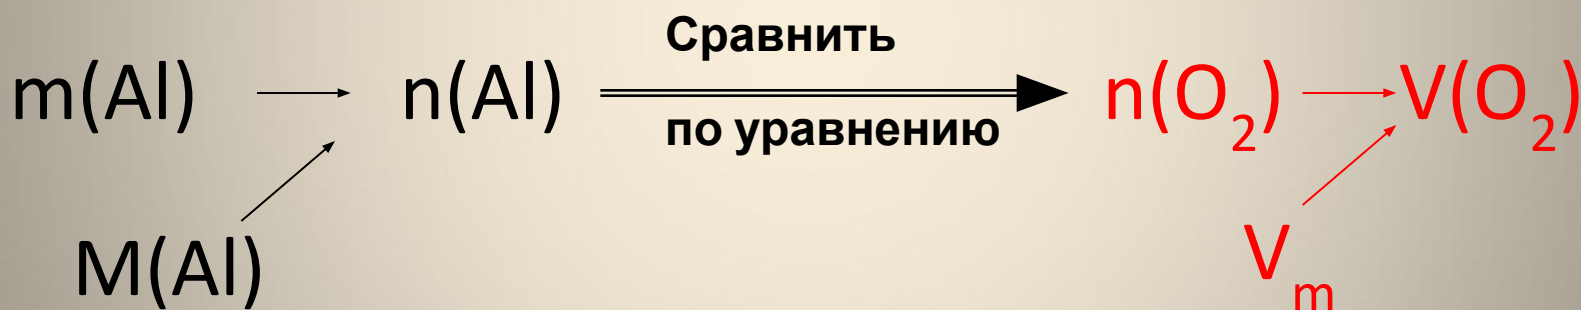 Сравнить
m(Al) n(Al) n(O₂) V(O₂)
по уравнению
M(Al) Vₘ